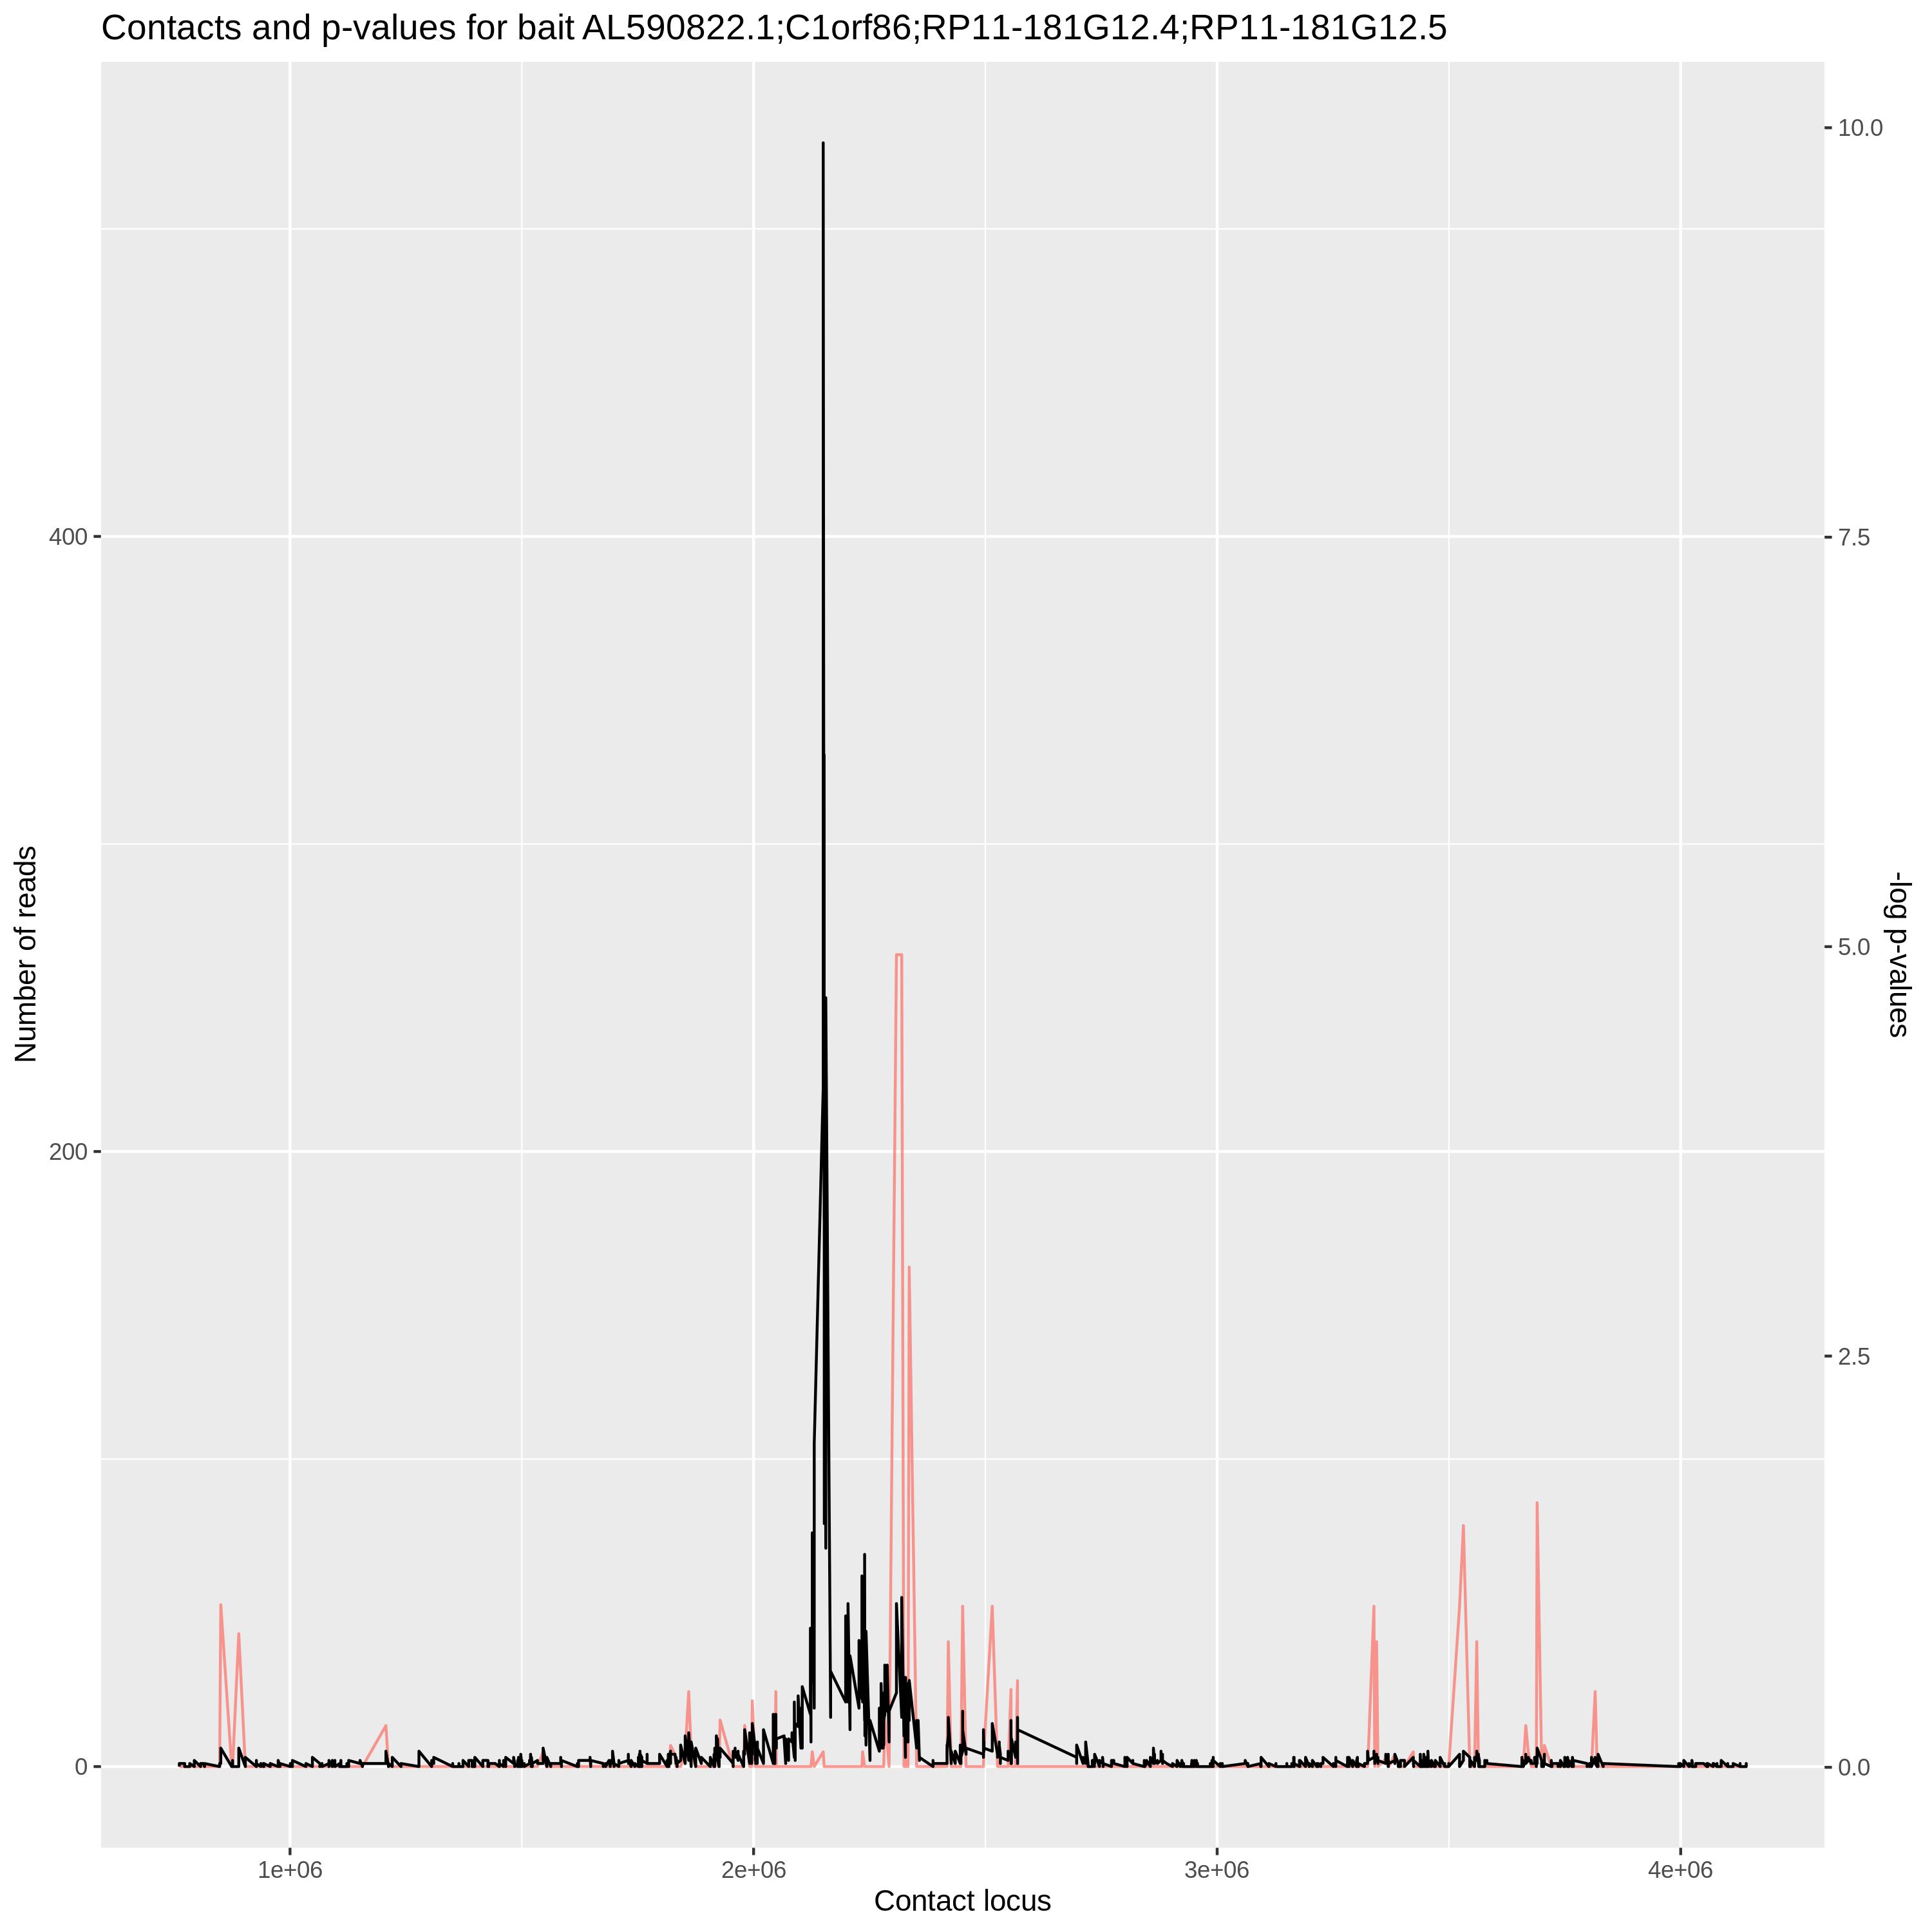 Contacts and p-values for bait AL590822.1;C1orf86;RP11-181G12.4;RP11-181G12.5
Number of reads
400
200
0
10.0
7.5
5.0
2.5
0.0
-log p-values
1e+06
2e+06
3e+06
4e+06
Contact locus